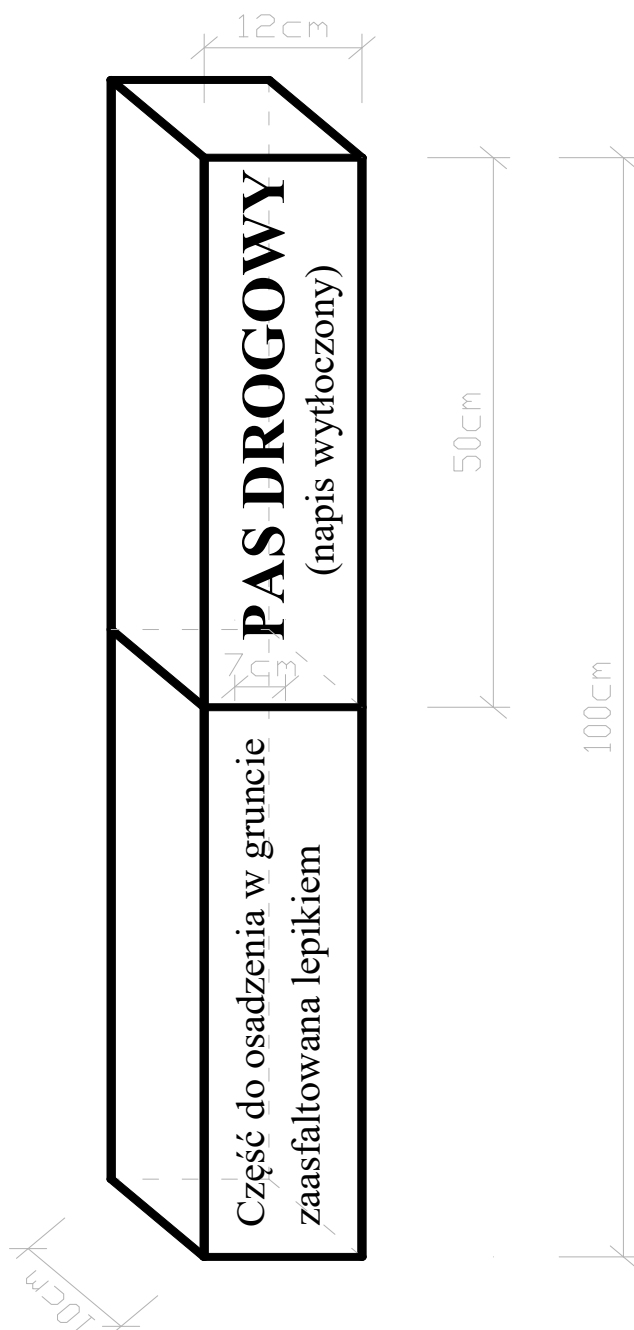 12cm
PAS DROGOWY
(napis wytłoczony)
50cm
7cm
100cm
Część do osadzenia w gruncie
zaasfaltowana lepikiem
10cm